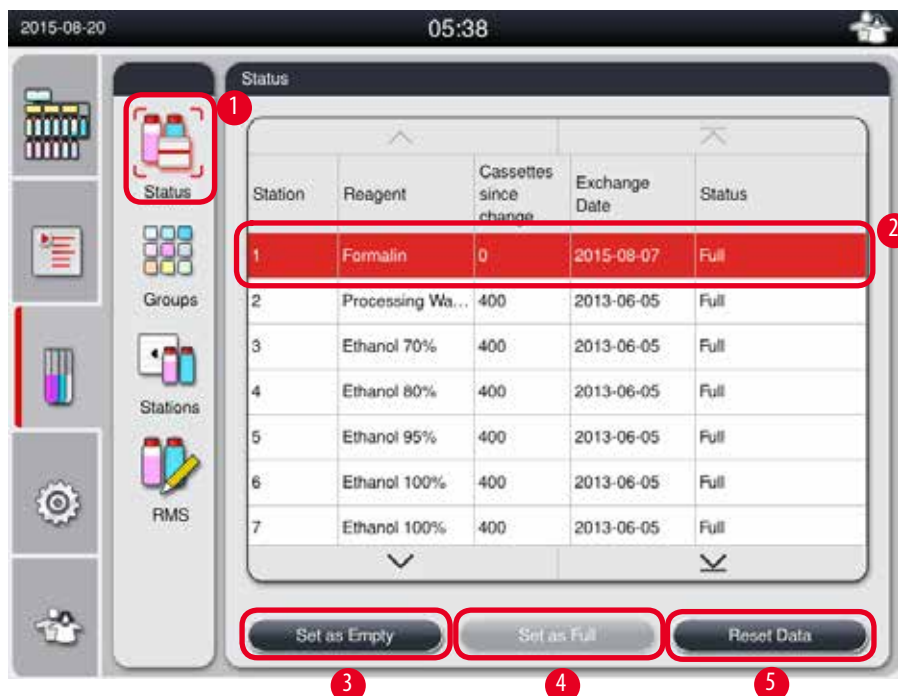 2015-08-20 05:38
Status
1
Status
Groups
Stations
RMS
Station Reagent Cassettes since change Exchange Date Status
2
1 Formalin 0 2015-08-07 Full
2 Processing Wa... 400 2013-06-05 Full
3 Ethanol 70% 400 2013-06-05 Full
4 Ethanol 80% 400 2013-06-05 Full
5 Ethanol 95% 400 2013-06-05 Full
6 Ethanol 100% 400 2013-06-05 Full
7 Ethanol 100% 400 2013-06-05 Full
Set as Empty Set as Full Reset Data
3 4 5